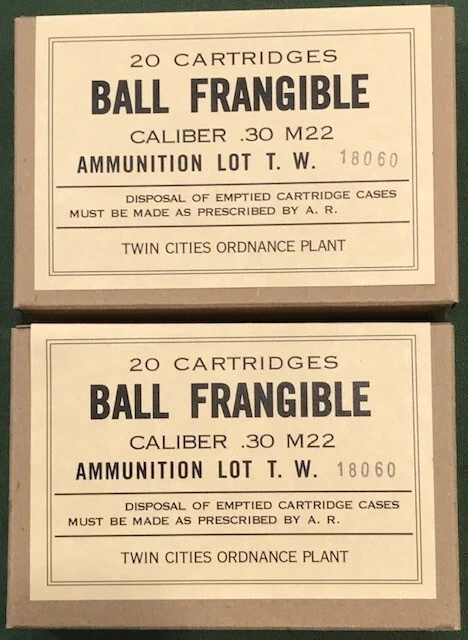 20 CARTRIDGES
BALL FRANGIBLE
CALIBER .30 M22
AMMUNITION LOT T. W. 18060
DISPOSAL OF EMPTIED CARTRIDGE CASES
MUST BE MADE AS PRESCRIBED BY A. R.
TWIN CITIES ORDNANCE PLANT
20 CARTRIDGES
BALL FRANGIBLE
CALIBER .30 M22
AMMUNITION LOT T. W. 18060
DISPOSAL OF EMPTIED CARTRIDGE CASES
MUST BE MADE AS PRESCRIBED BY A. R.
TWIN CITIES ORDNANCE PLANT